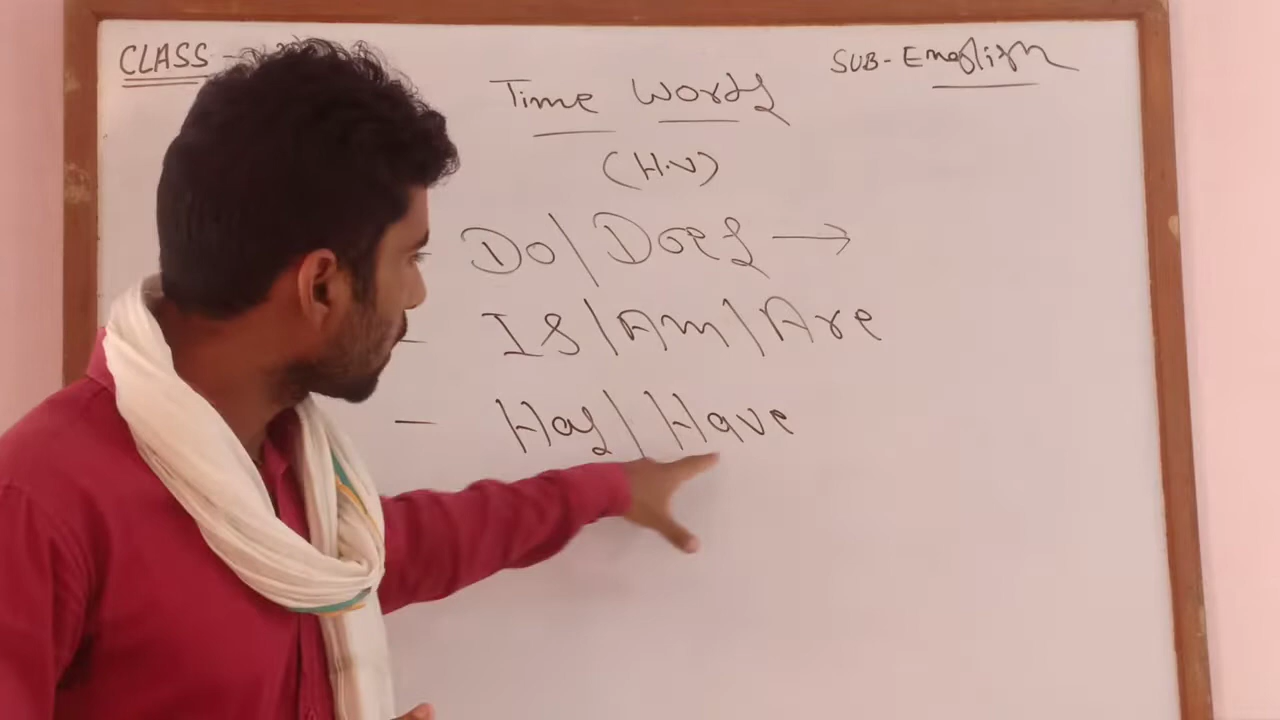 CLASS -
SUB- English
Time Words
(H.V)
Do\Does →
- Is\Am\Are
- Has\Have